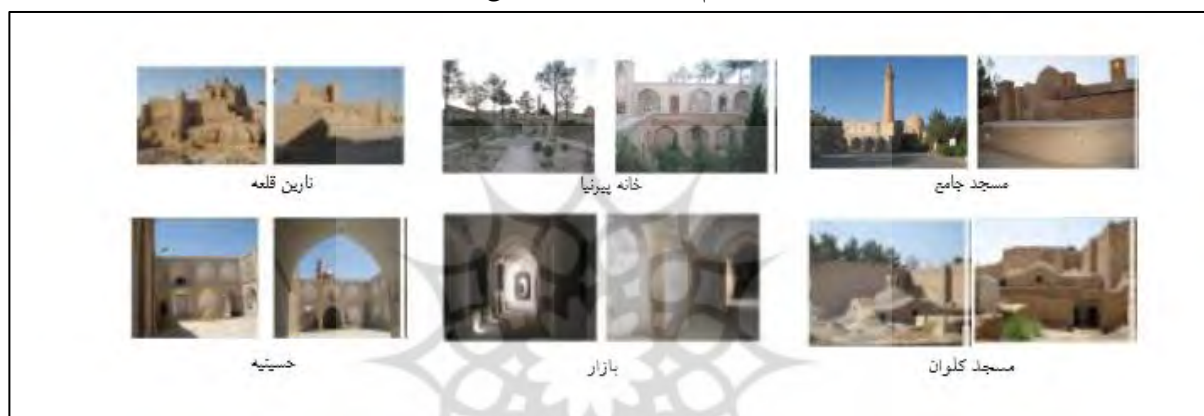 مسجد جامع
خانه پیرنیا
نارین قلعه
مسجد کلوان
بازار
حسینیه